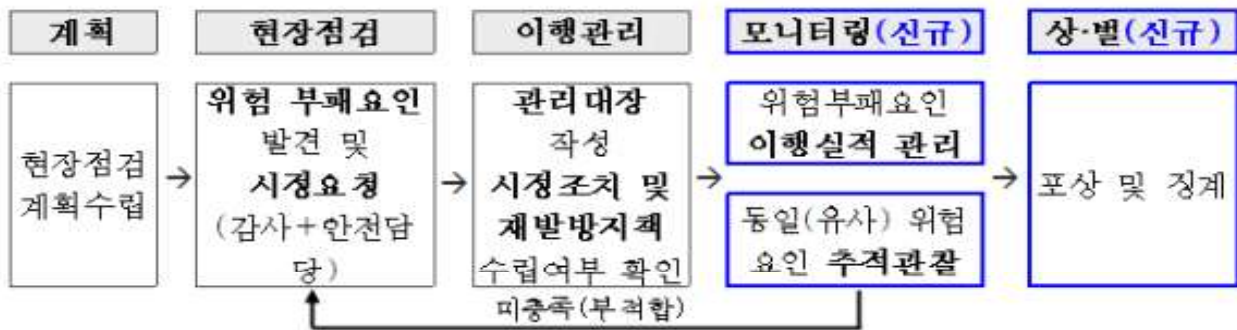 계획
현장점검
이행관리
모니터링(신규)
상·벌(신규)
현장점검
계획수립
→
위험 부패요인
발견 및
시정요청
(감사+안전담
당)
→
관리대장
작성
시정조치 및
재발방지책
수립여부 확인
→
위험부패요인
이행실적 관리
동일(유사) 위험
요인 추적관찰
→
포상 및 징계
미충족(부적합)